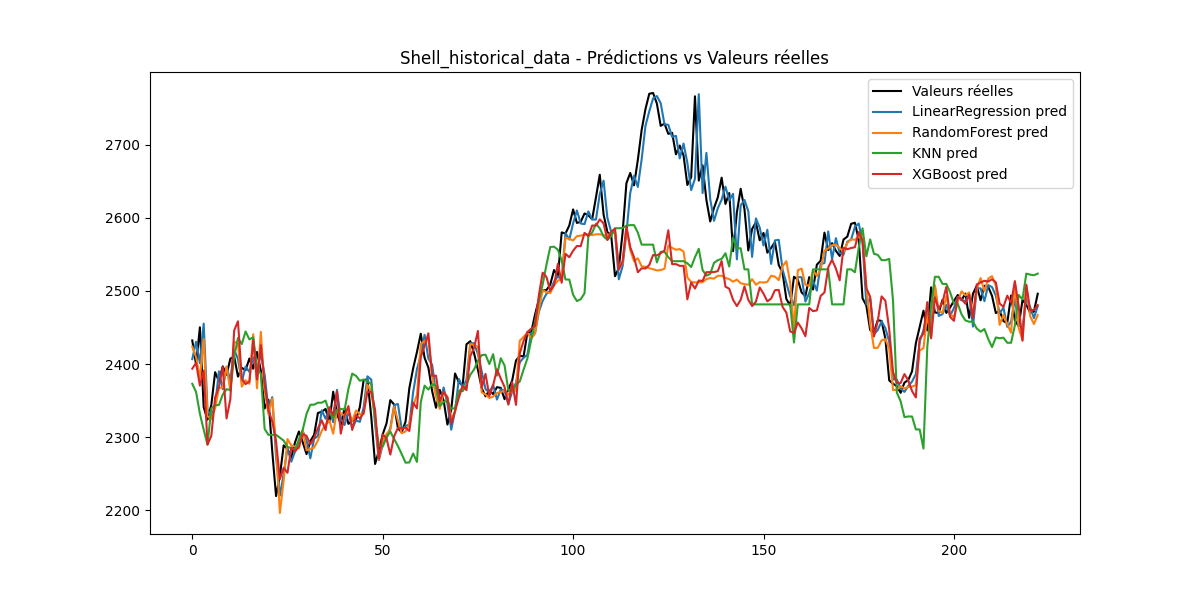 Shell_historical_data - Prédictions vs Valeurs réelles
Valeurs réelles
LinearRegression pred
RandomForest pred
KNN pred
XGBoost pred
2700
2600
2500
2400
2300
2200
0 50 100 150 200